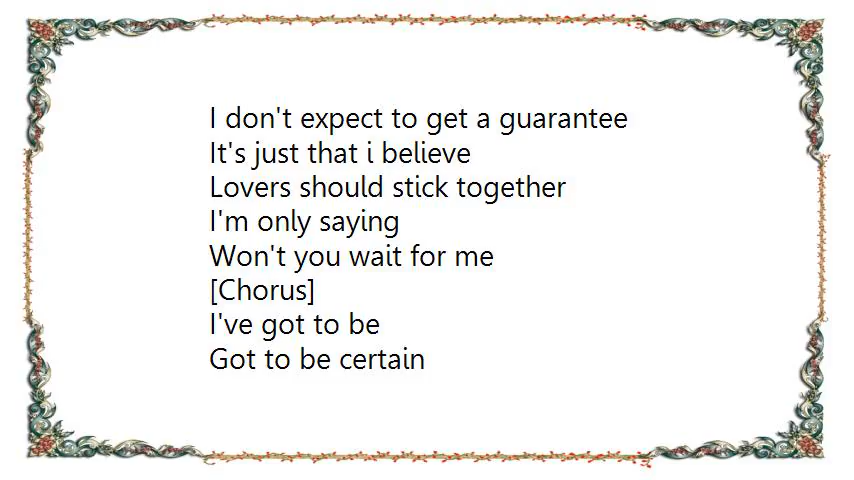 I don't expect to get a guarantee
It's just that i believe
Lovers should stick together
I'm only saying
Won't you wait for me
[Chorus]
I've got to be
Got to be certain